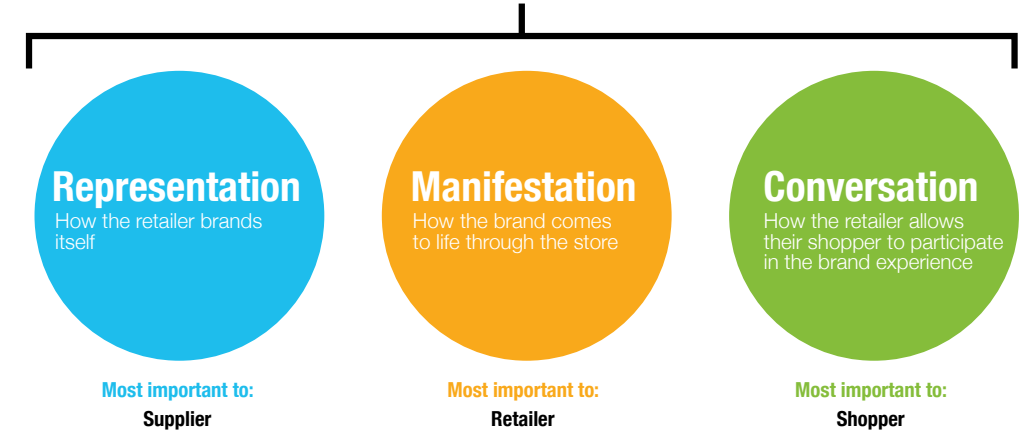 Representation
How the retailer brands
itself
Manifestation
How the brand comes
to life through the store
Conversation
How the retailer allows
their shopper to participate
in the brand experience
Most important to:
Supplier
Most important to:
Retailer
Most important to:
Shopper